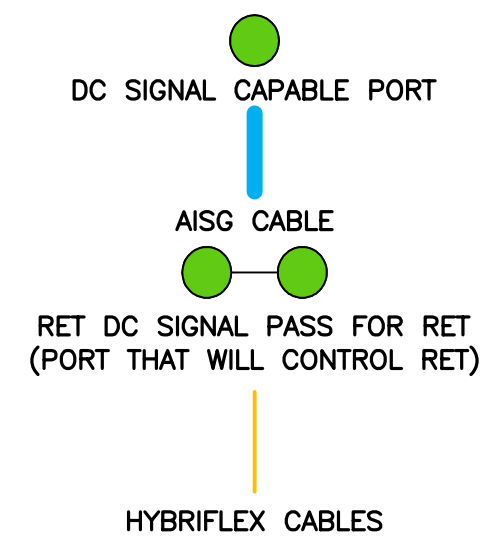 DC SIGNAL CAPABLE PORT
AISG CABLE
RET DC SIGNAL PASS FOR RET
(PORT THAT WILL CONTROL RET)
HYBRIFLEX CABLES